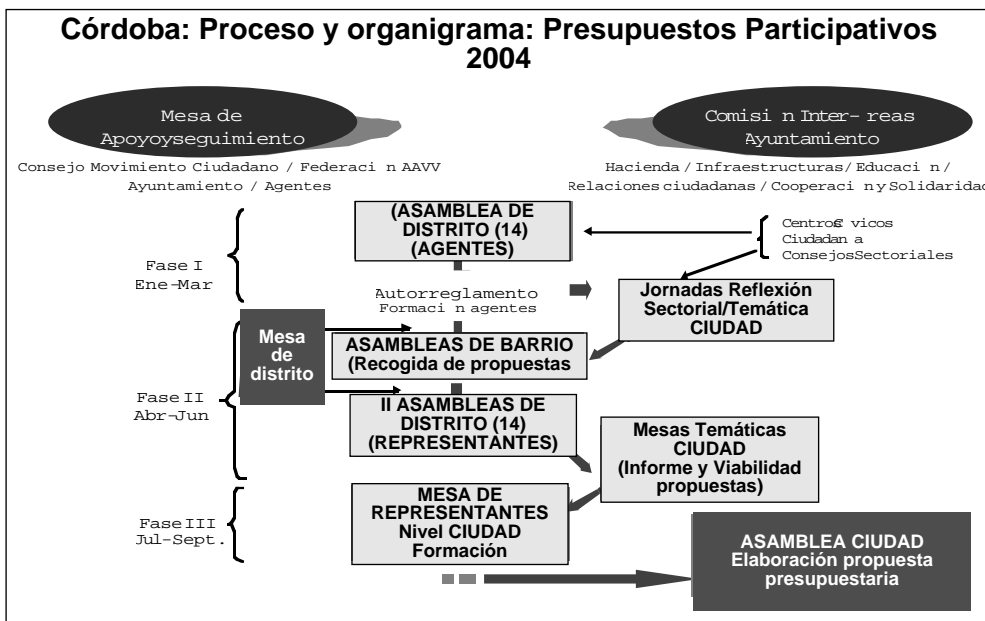 Córdoba: Proceso y organigrama: Presupuestos Participativos
2004
Mesa de
Apoyoyseguimiento
Comisi n Inter- reas
Ayuntamiento
Consejo Movimiento Ciudadano / Federaci n AAVV
Ayuntamiento / Agentes
Hacienda / Infraestructuras / Educaci n /
Relaciones ciudadanas / Cooperaci n y Solidaridad
(ASAMBLEA DE
DISTRITO (14)
(AGENTES)
Centros C vicos
Ciudadan a
Consejos Sectoriales
Fase I
Ene-Mar
Autorreglamento
Formaci n agentes
Jornadas Reflexión
Sectorial/Temática
CIUDAD
Mesa
de
distrito
ASAMBLEAS DE BARRIO
(Recogida de propuestas
Fase II
Abr-Jun
II ASAMBLEAS DE
DISTRITO (14)
(REPRESENTANTES)
Mesas Temáticas
CIUDAD
(Informe y Viabilidad
propuestas)
Fase III
Jul-Sept.
MESA DE
REPRESENTANTES
Nivel CIUDAD
Formación
ASAMBLEA CIUDAD
Elaboración propuesta
presupuestaria